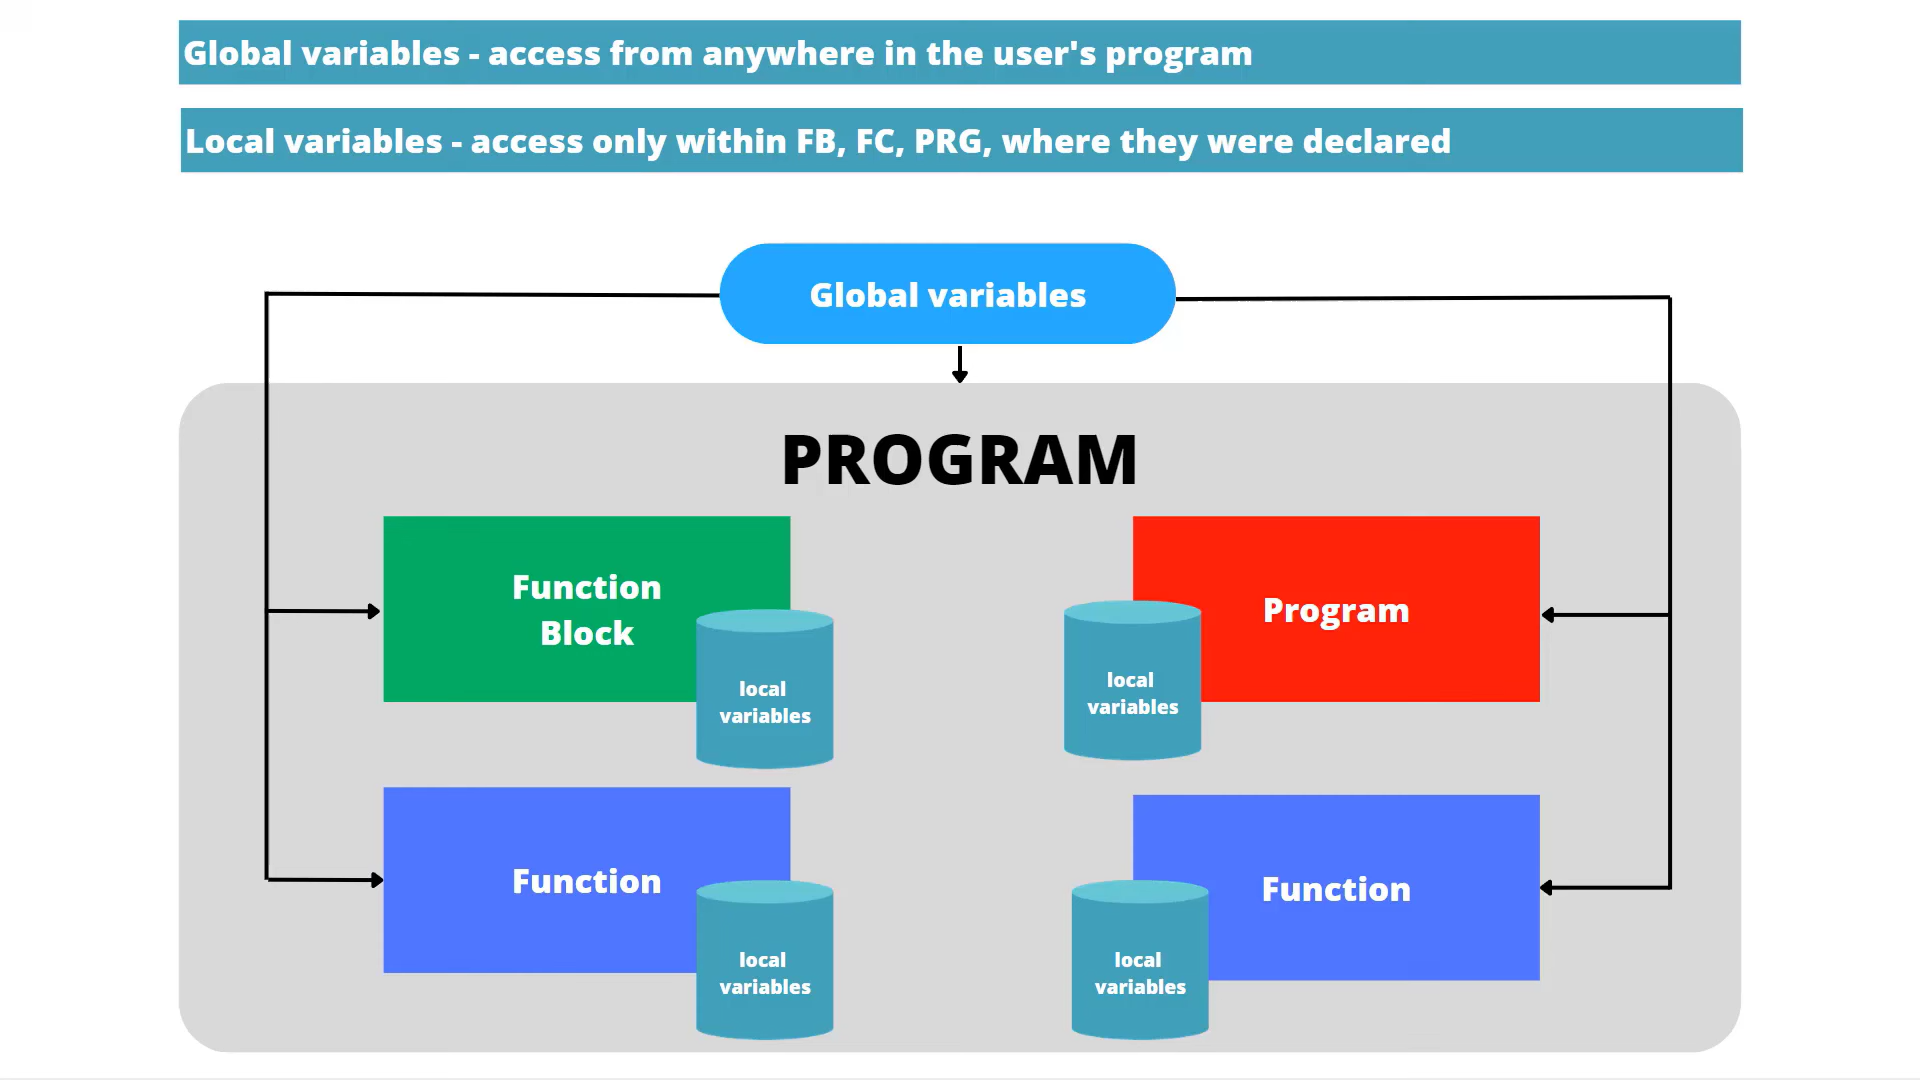 Global variables - access from anywhere in the user's program
Local variables - access only within FB, FC, PRG, where they were declared
Global variables
PROGRAM
Function
Block
local
variables
Program
local
variables
Function
local
variables
Function
local
variables